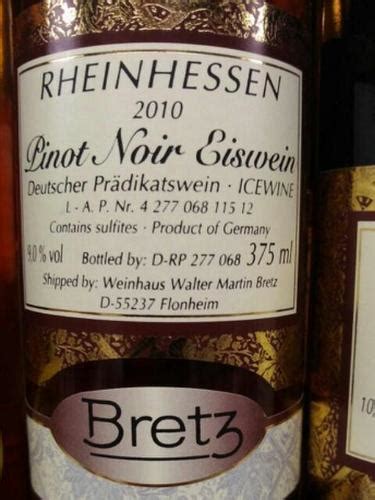 RHEINHESSEN
2010
Pinot Noir Eiswein
Deutscher Prädikatswein · ICEWINE
L - A. P. Nr. 4 277 068 115 12
Contains sulfites · Product of Germany
9,0 % vol Bottled by: D-RP 277 068 375 ml
Shipped by: Weinhaus Walter Martin Bretz
D-55237 Flonheim
Bretz
10